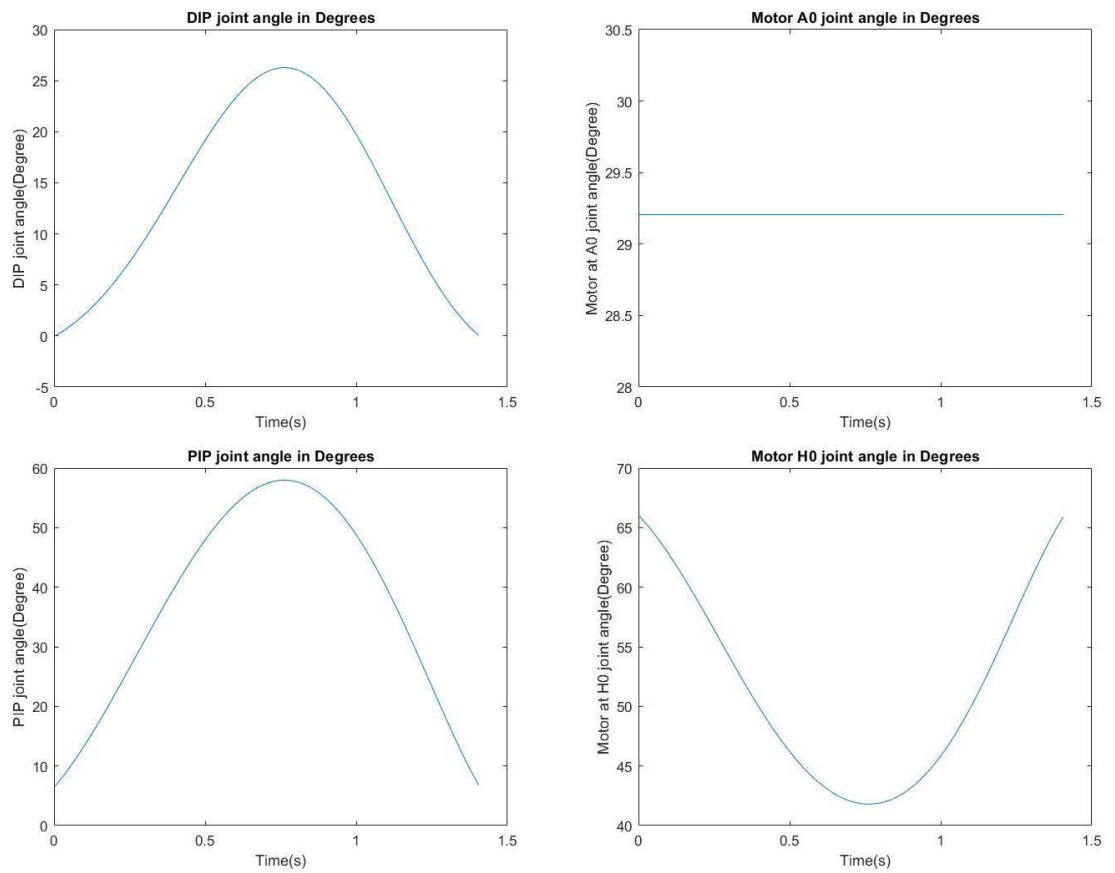 DIP joint angle in Degrees
30
25
20
15
10
5
0
-5
DIP joint angle(Degree)
0 0.5 1 1.5
Time(s)
Motor A0 joint angle in Degrees
30.5
30
29.5
29
28.5
28
Motor at A0 joint angle(Degree)
0 0.5 1 1.5
Time(s)
PIP joint angle in Degrees
60
50
40
30
20
10
0
PIP joint angle(Degree)
0 0.5 1 1.5
Time(s)
Motor H0 joint angle in Degrees
70
65
60
55
50
45
40
Motor at H0 joint angle(Degree)
0 0.5 1 1.5
Time(s)